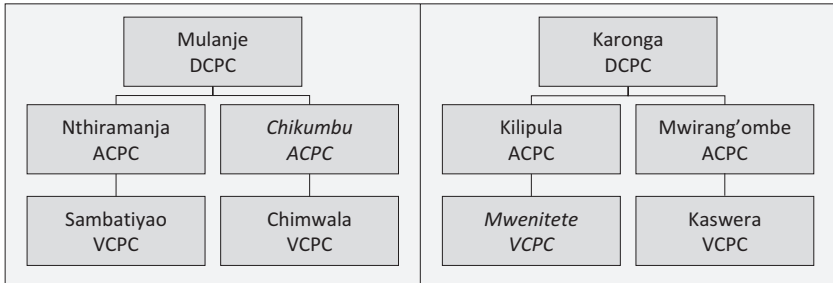 Mulanje
DCPC
Nthiramanja
ACPC
Chikumbu
ACPC
Sambatiyao
VCPC
Chimwala
VCPC
Karonga
DCPC
Kilipula
ACPC
Mwirang’ombe
ACPC
Mwenitete
VCPC
Kaswera
VCPC